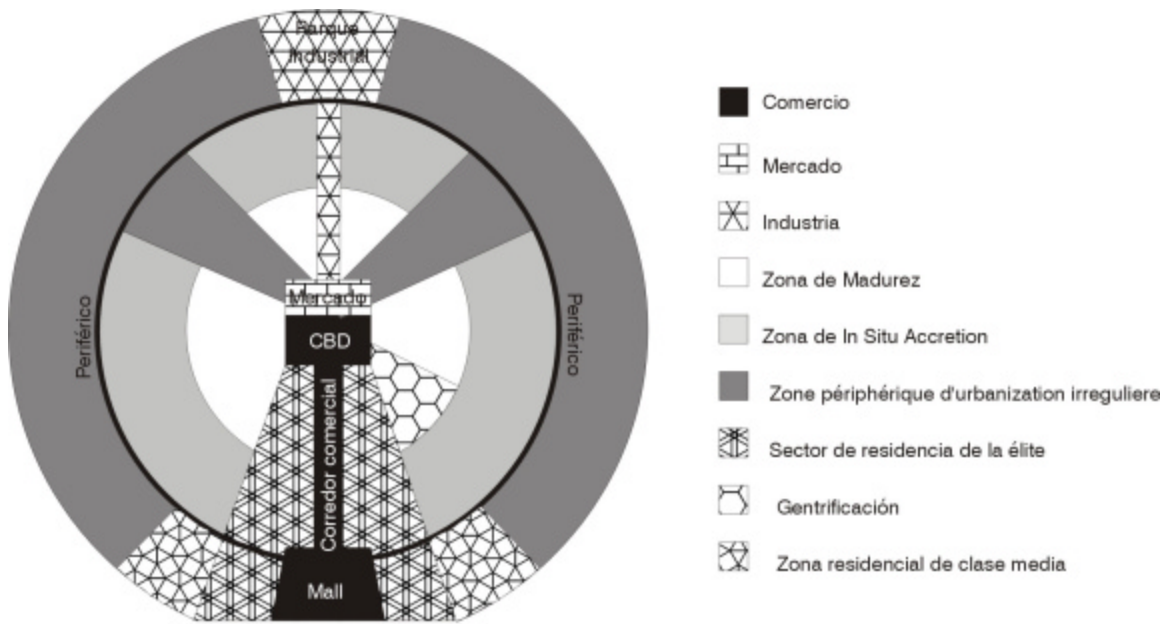 Parque
Industrial
Periférico
Periférico
Mercado
CBD
Corredor comercial
Mall
Comercio
Mercado
Industria
Zona de Madurez
Zona de In Situ Accretion
Zone périphérique d'urbanization irreguliere
Sector de residencia de la élite
Gentrificación
Zona residencial de clase media